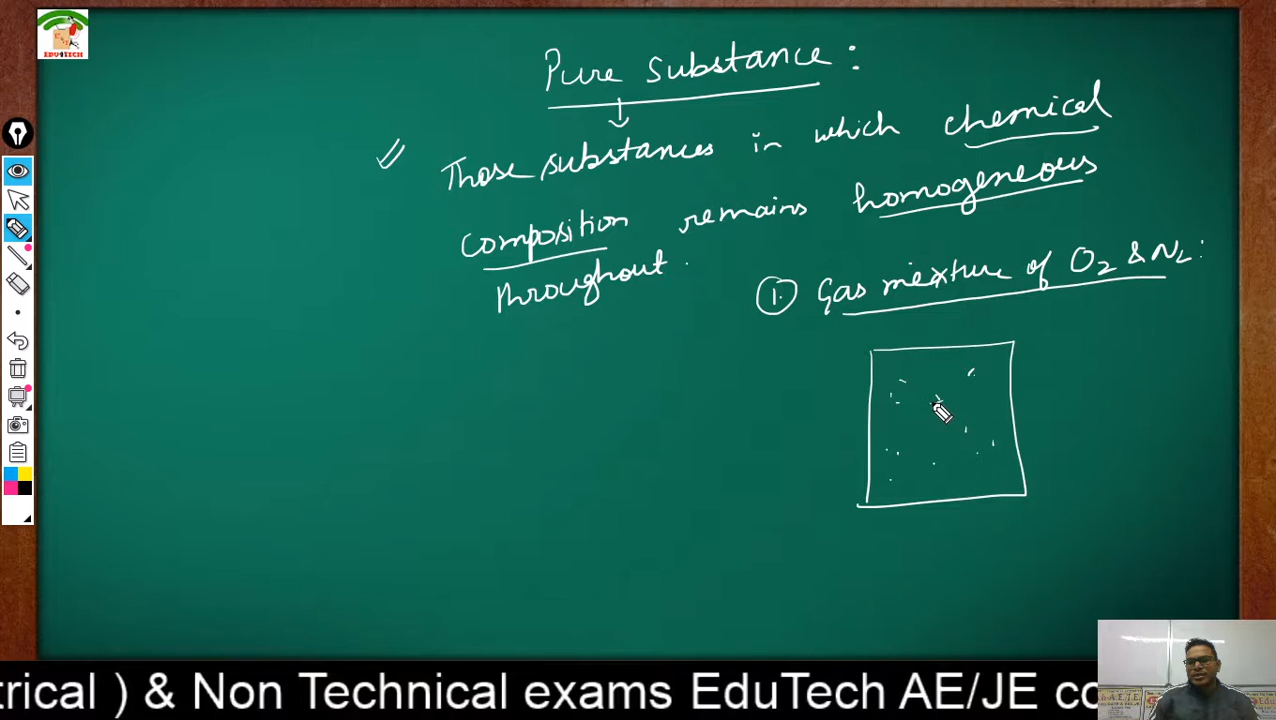 EDU4TECH
Pure substance:
Those substances in which chemical
composition remains homogeneous
throughout.
1. Gas mixture of O2 & N2:
trical ) & Non Technical exams EduTech AE/JE co